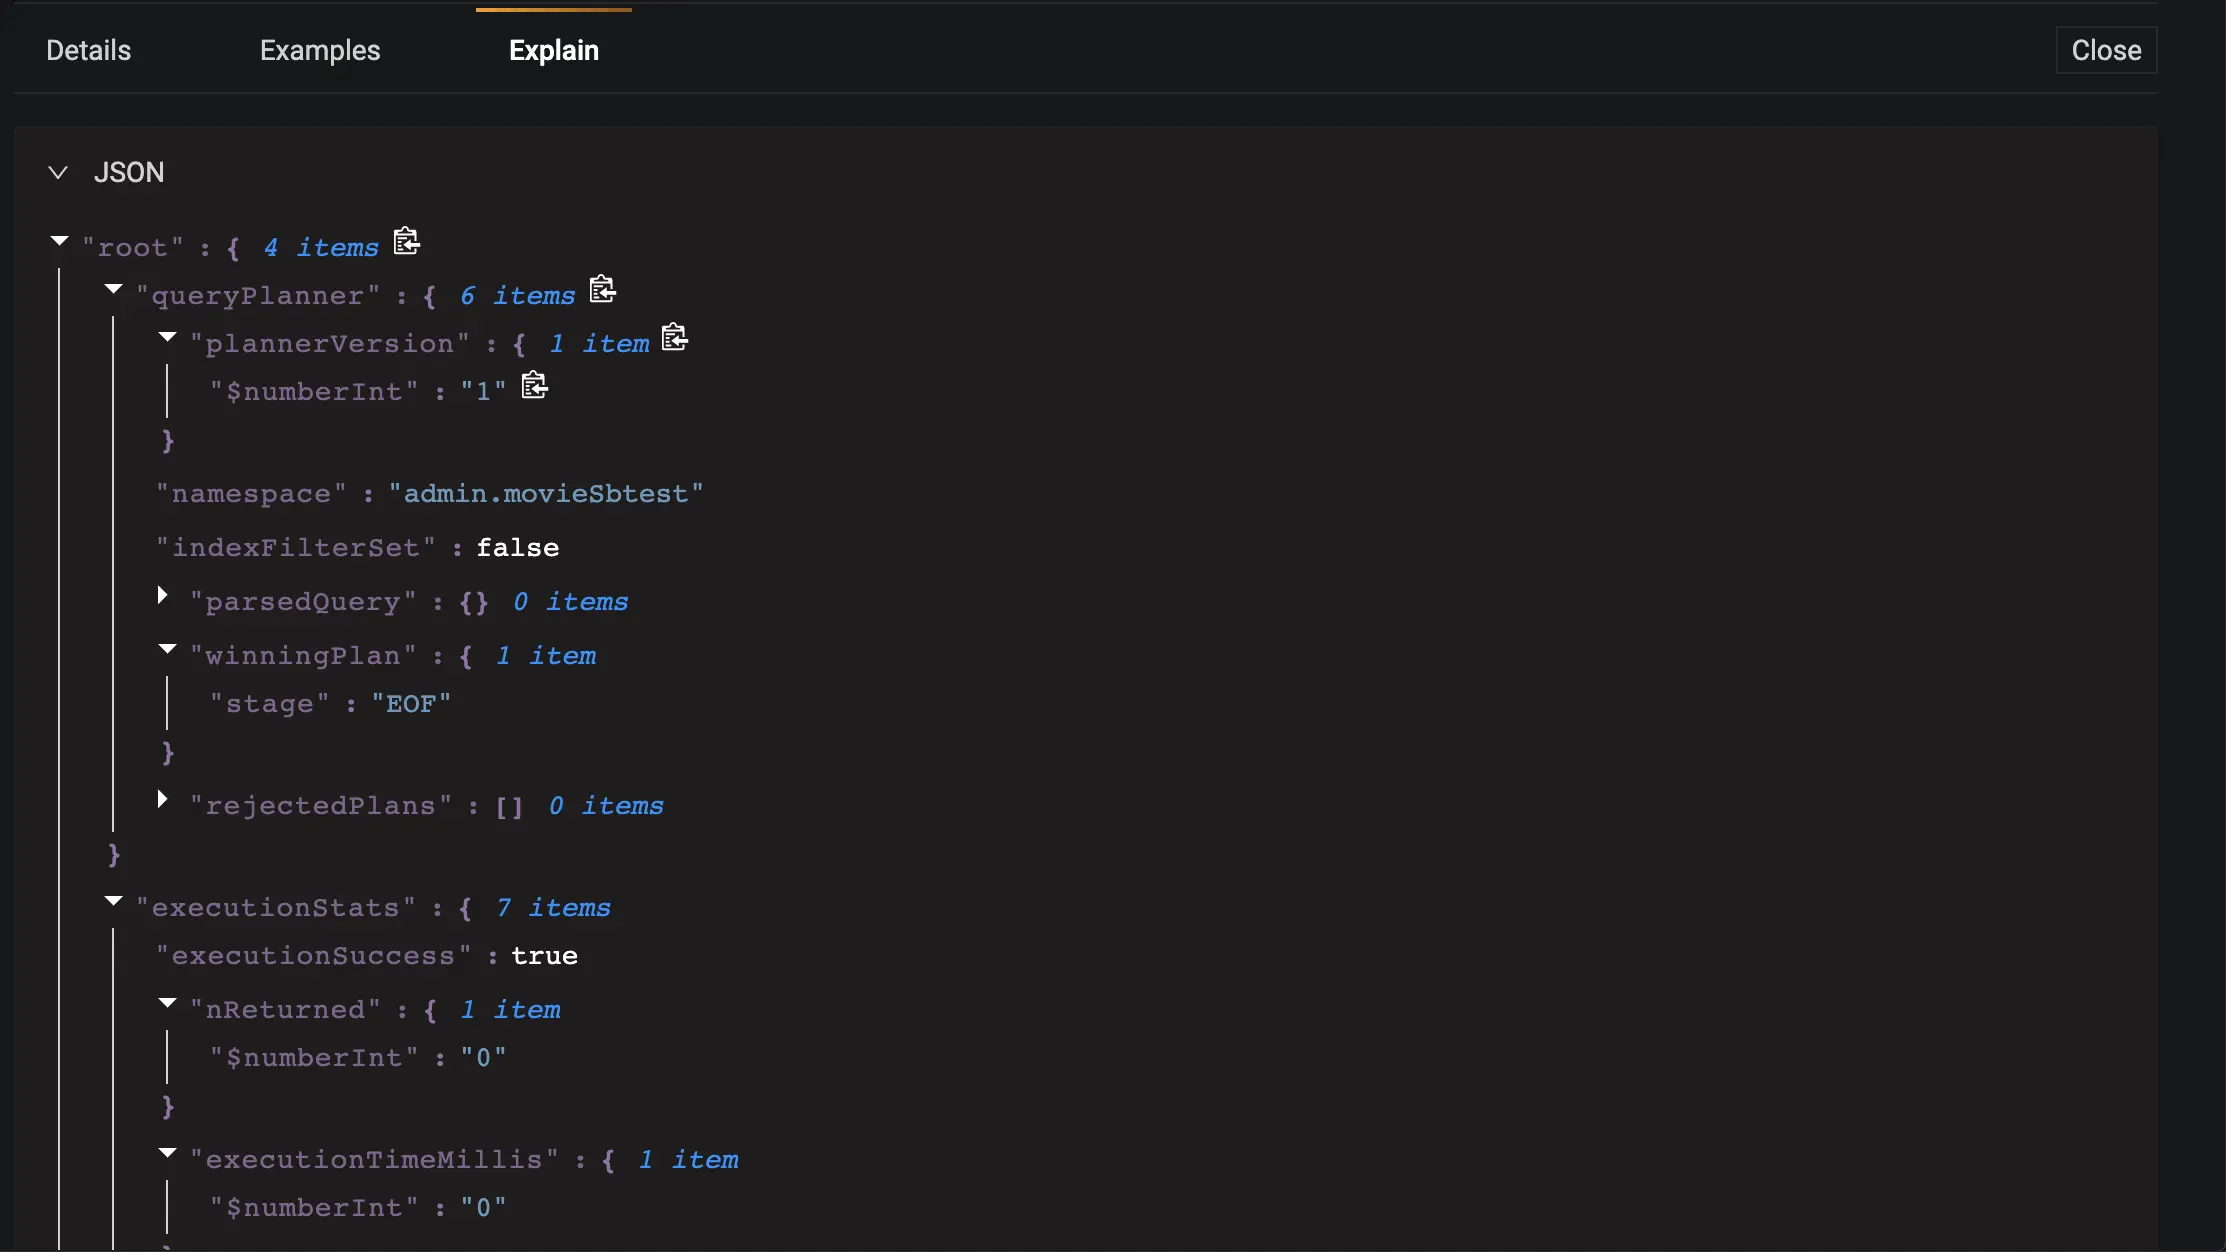 Details Examples Explain Close
JSON
"root" : { 4 items
"queryPlanner" : { 6 items
"plannerVersion" : { 1 item
"$numberInt" : "1"
}
"namespace" : "admin.movieSbtest"
"indexFilterSet" : false
"parsedQuery" : {} 0 items
"winningPlan" : { 1 item
"stage" : "EOF"
}
"rejectedPlans" : [] 0 items
}
"executionStats" : { 7 items
"executionSuccess" : true
"nReturned" : { 1 item
"$numberInt" : "0"
}
"executionTimeMillis" : { 1 item
"$numberInt" : "0"